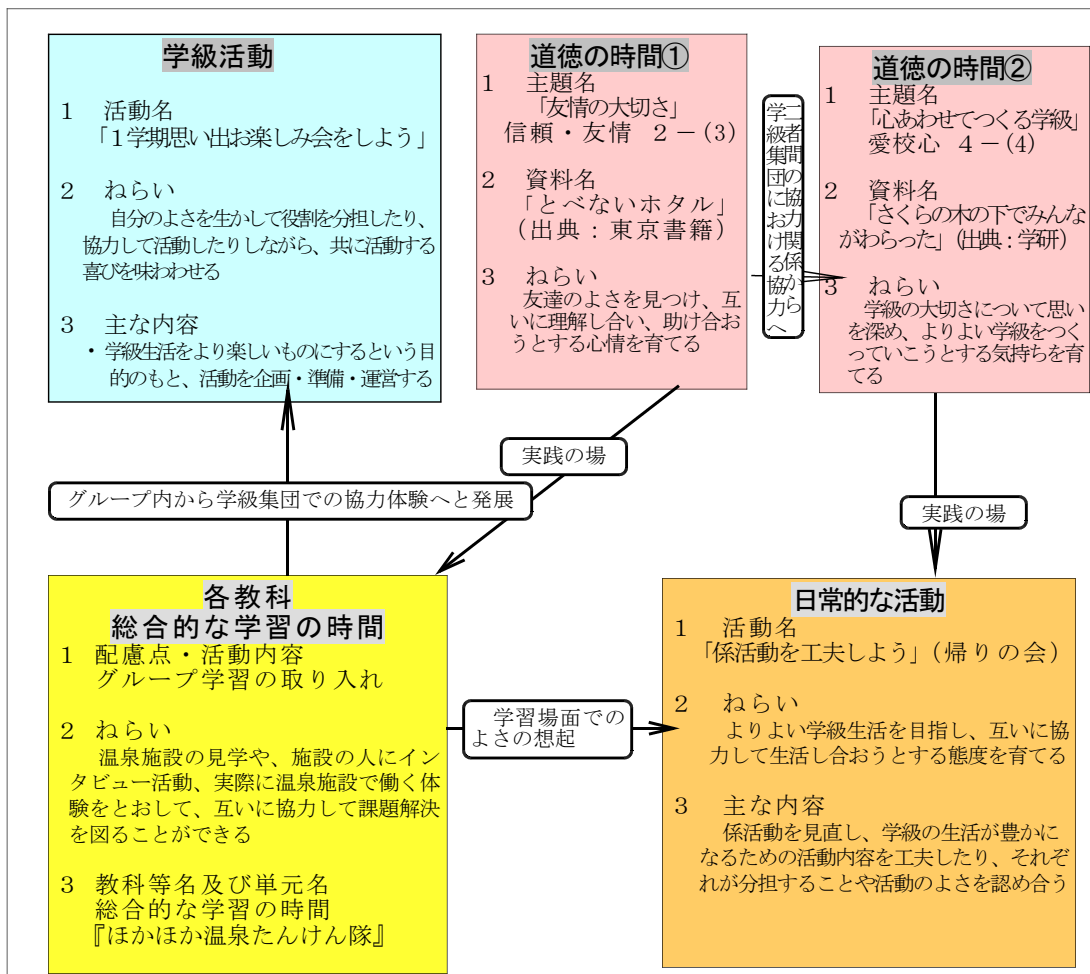 学級活動
1 活動名
「1学期思い出お楽しみ会をしよう」
2 ねらい
自分のよさを生かして役割を分担したり、
協力して活動したりしながら、共に活動する
喜びを味わわせる
3 主な内容
・学級生活をより楽しいものにするという目
的のもと、活動を企画・準備・運営する
道徳の時間①
1 主題名
「友情の大切さ」
信頼・友情 2-(3)
2 資料名
「とべないホタル」
(出典:東京書籍)
3 ねらい
友達のよさを見つけ、互
いに理解し合い、助け合お
うとする心情を育てる
二者間の協力関係から
学級集団における協力へ
道徳の時間②
1 主題名
「心あわせてつくる学級」
愛校心 4-(4)
2 資料名
「さくらの木の下でみんな
がわらった」(出典:学研)
3 ねらい
学級の大切さについて思い
を深め、よりよい学級をつく
っていこうとする気持ちを育
てる
実践の場
グループ内から学級集団での協力体験へと発展
実践の場
各教科
総合的な学習の時間
1 配慮点・活動内容
グループ学習の取り入れ
2 ねらい
温泉施設の見学や、施設の人にイン
タビュー活動、実際に温泉施設で働く体
験をとおして、互いに協力して課題解決
を図ることができる
3 教科等名及び単元名
総合的な学習の時間
『ほかほか温泉たんけん隊』
学習場面での
よさの想起
日常的な活動
1 活動名
「係活動を工夫しよう」(帰りの会)
2 ねらい
よりよい学級生活を目指し、互いに協
力して生活し合おうとする態度を育てる
3 主な内容
係活動を見直し、学級の生活が豊かに
なるための活動内容を工夫したり、それぞ
れが分担することや活動のよさを認め合う